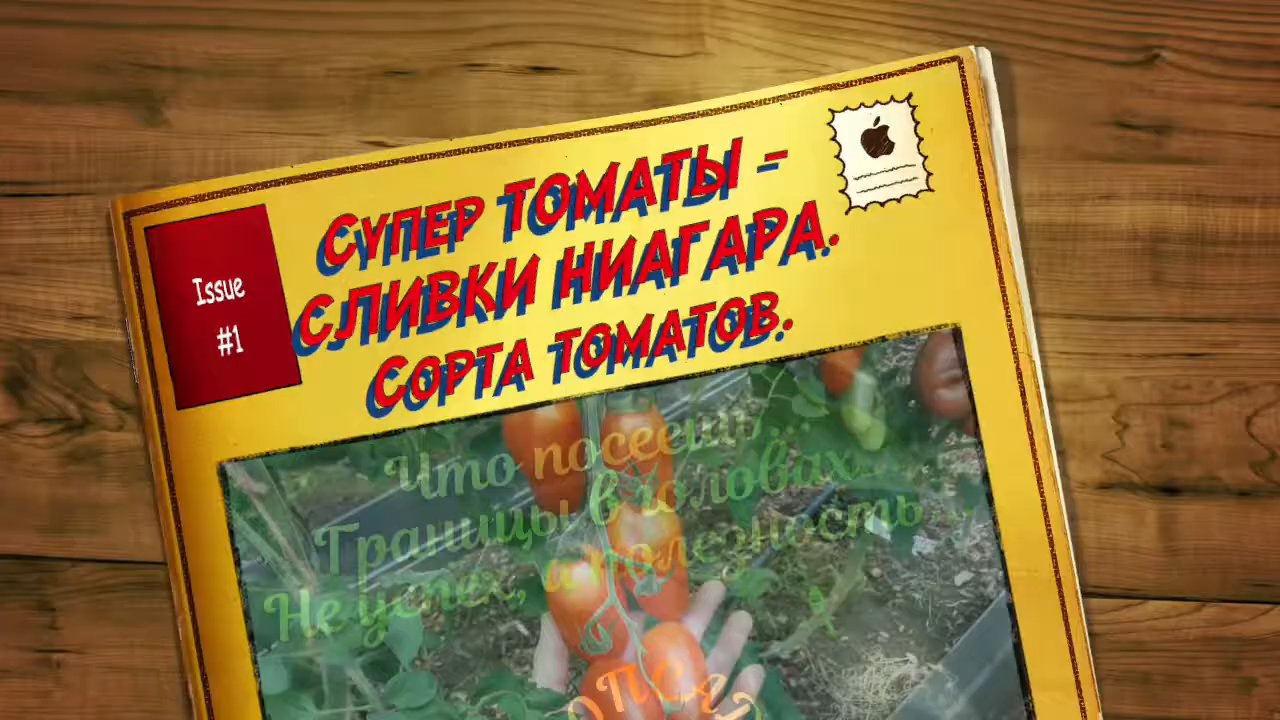 Issue
#1
СУПЕР ТОМАТЫ -
СЛИВКИ НИАГАРА.
СОРТА ТОМАТОВ.
Что посеешь...
Границы в головах...
Не успех, а полезность